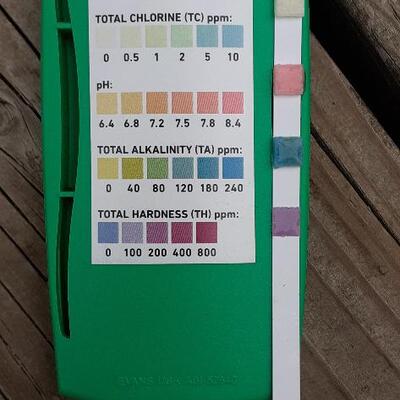 TOTAL CHLORINE (TC) ppm:
0 0.5 1 2 5 10
pH:
6.4 6.8 7.2 7.5 7.8 8.4
TOTAL ALKALINITY (TA) ppm:
0 40 80 120 180 240
TOTAL HARDNESS (TH) ppm:
0 100 200 400 800